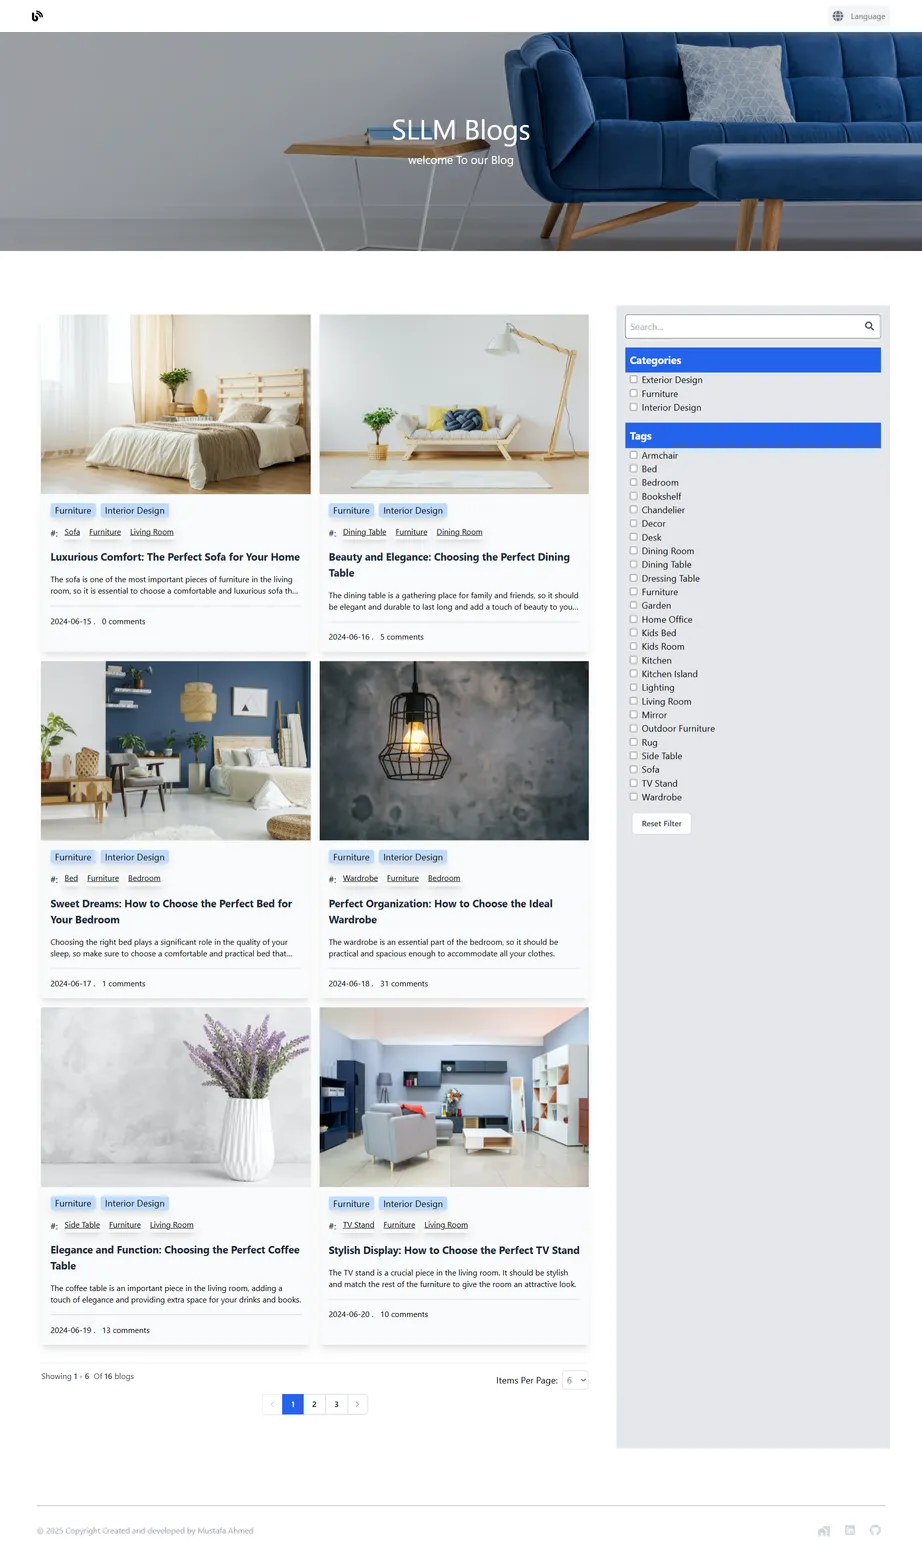 Language
SLLM Blogs
welcome To our Blog
Furniture Interior Design
#: Sofa Furniture Living Room
Luxurious Comfort: The Perfect Sofa for Your Home
The sofa is one of the most important pieces of furniture in the living
room, so it is essential to choose a comfortable and luxurious sofa th...
2024-06-15 . 0 comments
Furniture Interior Design
#: Dining Table Furniture Dining Room
Beauty and Elegance: Choosing the Perfect Dining
Table
The dining table is a gathering place for family and friends, so it should
be elegant and durable to last long and add a touch of beauty to you...
2024-06-16 . 5 comments
Furniture Interior Design
#: Bed Furniture Bedroom
Sweet Dreams: How to Choose the Perfect Bed for
Your Bedroom
Choosing the right bed plays a significant role in the quality of your
sleep, so make sure to choose a comfortable and practical bed that...
2024-06-17 . 1 comments
Furniture Interior Design
#: Wardrobe Furniture Bedroom
Perfect Organization: How to Choose the Ideal
Wardrobe
The wardrobe is an essential part of the bedroom, so it should be
practical and spacious enough to accommodate all your clothes.
2024-06-18 . 31 comments
Furniture Interior Design
#: Side Table Furniture Living Room
Elegance and Function: Choosing the Perfect Coffee
Table
The coffee table is an important piece in the living room, adding a
touch of elegance and providing extra space for your drinks and books.
2024-06-19 . 13 comments
Furniture Interior Design
#: TV Stand Furniture Living Room
Stylish Display: How to Choose the Perfect TV Stand
The TV stand is a crucial piece in the living room. It should be stylish
and match the rest of the furniture to give the room an attractive look.
2024-06-20 . 10 comments
Showing 1 - 6 Of 16 blogs
Items Per Page: 6
1 2 3
Search...
Categories
Exterior Design
Furniture
Interior Design
Tags
Armchair
Bed
Bedroom
Bookshelf
Chandelier
Decor
Desk
Dining Room
Dining Table
Dressing Table
Furniture
Garden
Home Office
Kids Bed
Kids Room
Kitchen
Kitchen Island
Lighting
Living Room
Mirror
Outdoor Furniture
Rug
Side Table
Sofa
TV Stand
Wardrobe
Reset Filter
© 2025 Copyright Created and developed by Mustafa Ahmed